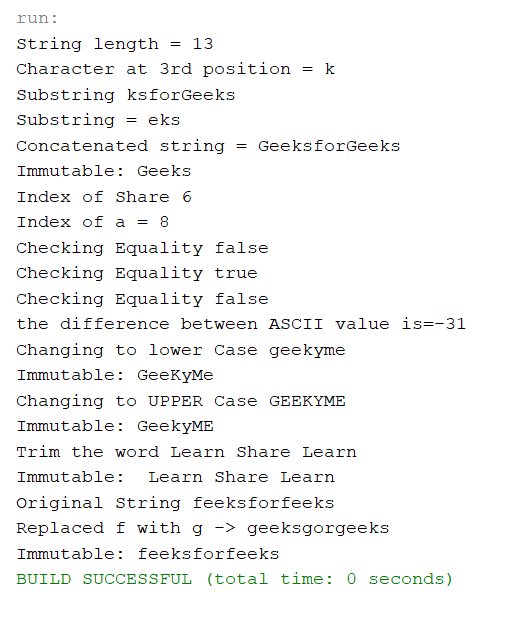 run:
String length = 13
Character at 3rd position = k
Substring ksforGeeks
Substring = eks
Concatenated string = GeeksforGeeks
Immutable: Geeks
Index of Share 6
Index of a = 8
Checking Equality false
Checking Equality true
Checking Equality false
the difference between ASCII value is=-31
Changing to lower Case geekyme
Immutable: GeeKyMe
Changing to UPPER Case GEEKYME
Immutable: GeekyME
Trim the word Learn Share Learn
Immutable:  Learn Share Learn
Original String feeksforfeeks
Replaced f with g -> geeksgorgeeks
Immutable: feeksforfeeks
BUILD SUCCESSFUL (total time: 0 seconds)